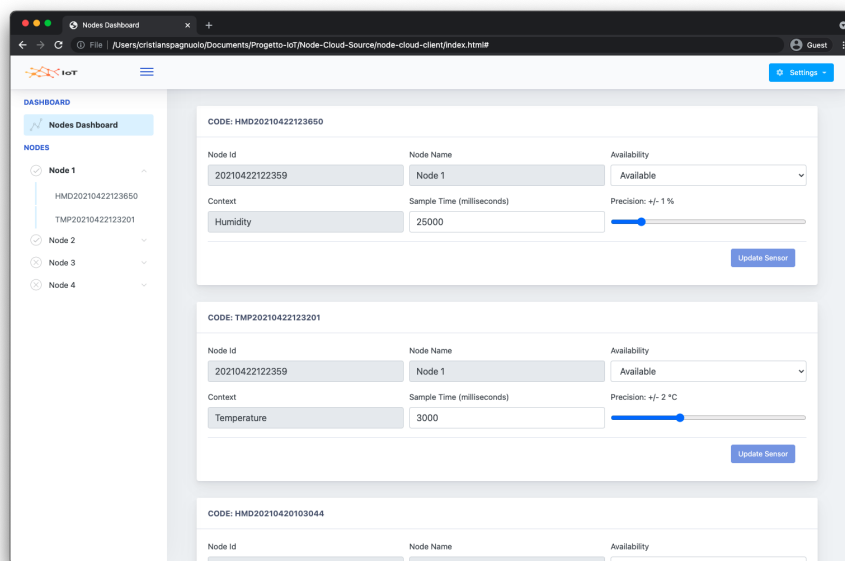 Nodes Dashboard
File | /Users/cristianspagnuolo/Documents/Progetto-IoT/Node-Cloud-Source/node-cloud-client/index.html#
Guest
IoT
Settings
DASHBOARD
Nodes Dashboard
NODES
Node 1
HMD20210422123650
TMP20210422123201
Node 2
Node 3
Node 4
CODE: HMD20210422123650
Node Id
Node Name
Availability
20210422122359
Node 1
Available
Context
Sample Time (milliseconds)
Precision: +/- 1 %
Humidity
25000
Update Sensor
CODE: TMP20210422123201
Node Id
Node Name
Availability
20210422122359
Node 1
Available
Context
Sample Time (milliseconds)
Precision: +/- 2 °C
Temperature
3000
Update Sensor
CODE: HMD20210420103044
Node Id
Node Name
Availability